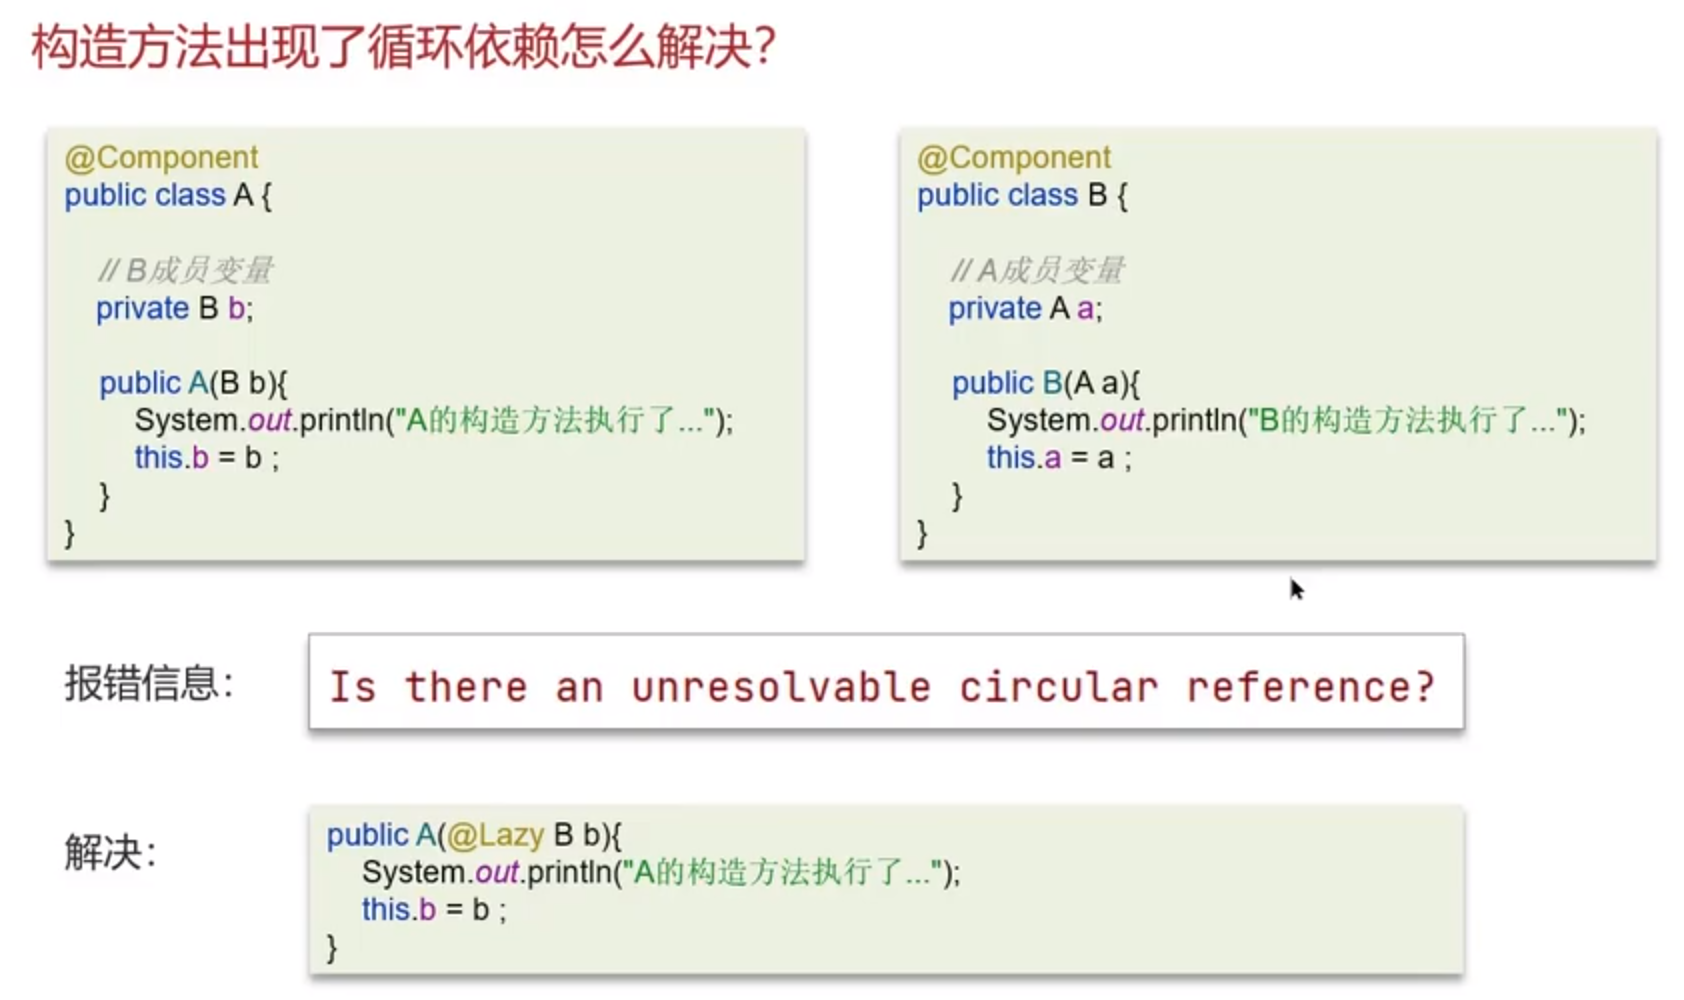 构造方法出现了循环依赖怎么解决？
@Component
public class A {
// B成员变量
private B b;
public A(B b){
System.out.println("A的构造方法执行了...");
this.b = b ;
}
}
@Component
public class B {
// A成员变量
private A a;
public B(A a){
System.out.println("B的构造方法执行了...");
this.a = a ;
}
}
报错信息：
Is there an unresolvable circular reference?
解决：
public A(@Lazy B b){
System.out.println("A的构造方法执行了...");
this.b = b ;
}